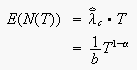 E(N(T)) = λ̂_c • T
= 1/b T^{1−α}